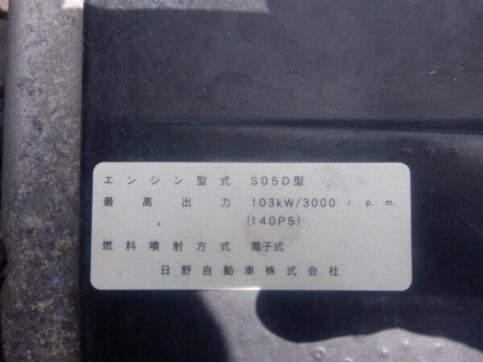 エンジン型式 S05D型
最高出力 103kW/3000 r.p.m.
(140PS)
燃料噴射方式 電子式
日野自動車株式会社